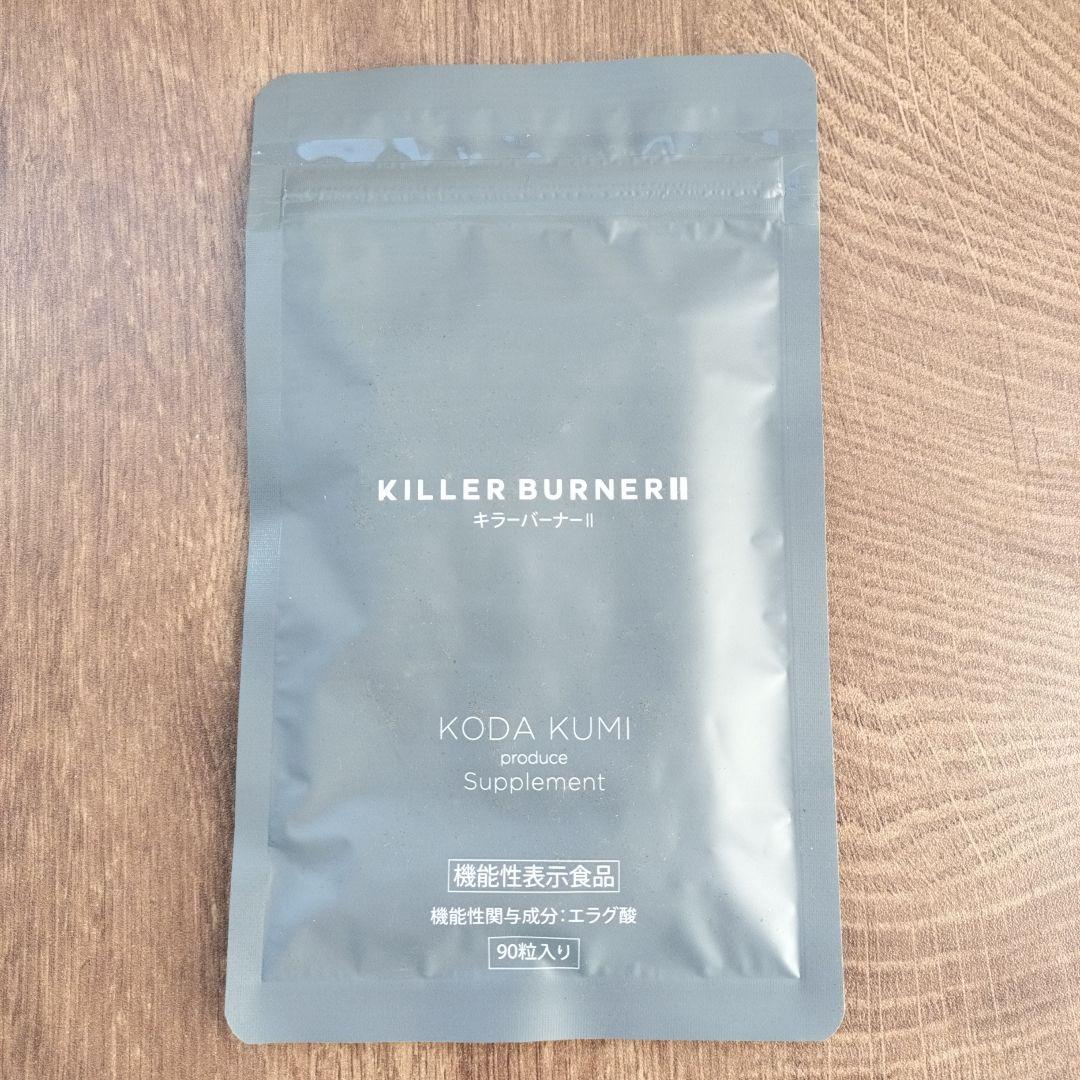 KILLER BURNERⅡ
キラーバーナーⅡ
KODA KUMI
produce
Supplement
機能性表示食品
機能性関与成分：エラグ酸
90粒入り